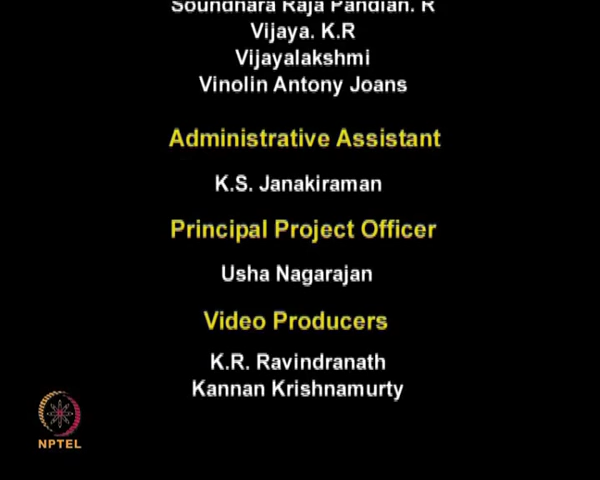 Soundhara Raja Pandian. R
Vijaya. K.R
Vijayalakshmi
Vinolin Antony Joans
Administrative Assistant
K.S. Janakiraman
Principal Project Officer
Usha Nagarajan
Video Producers
K.R. Ravindranath
Kannan Krishnamurty
NPTEL